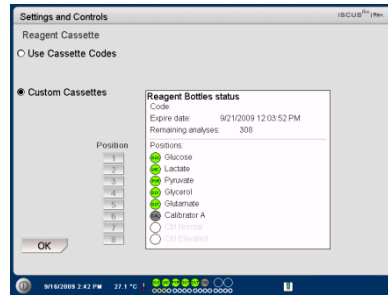 Settings and Controls
ISCUSflex | Rev.
Reagent Cassette
Use Cassette Codes
Custom Cassettes
Reagent Bottles status
Code:
Expire date: 9/21/2009 12:03:52 PM
Remaining analyses: 308
Position
Positions:
1 Glucose
2 Lactate
3 Pyruvate
4 Glycerol
5 Glutamate
6 Calibrator A
7 Ctrl Normal
8 Ctrl Elevated
OK
9/16/2009 2:42 PM 27.1 °C